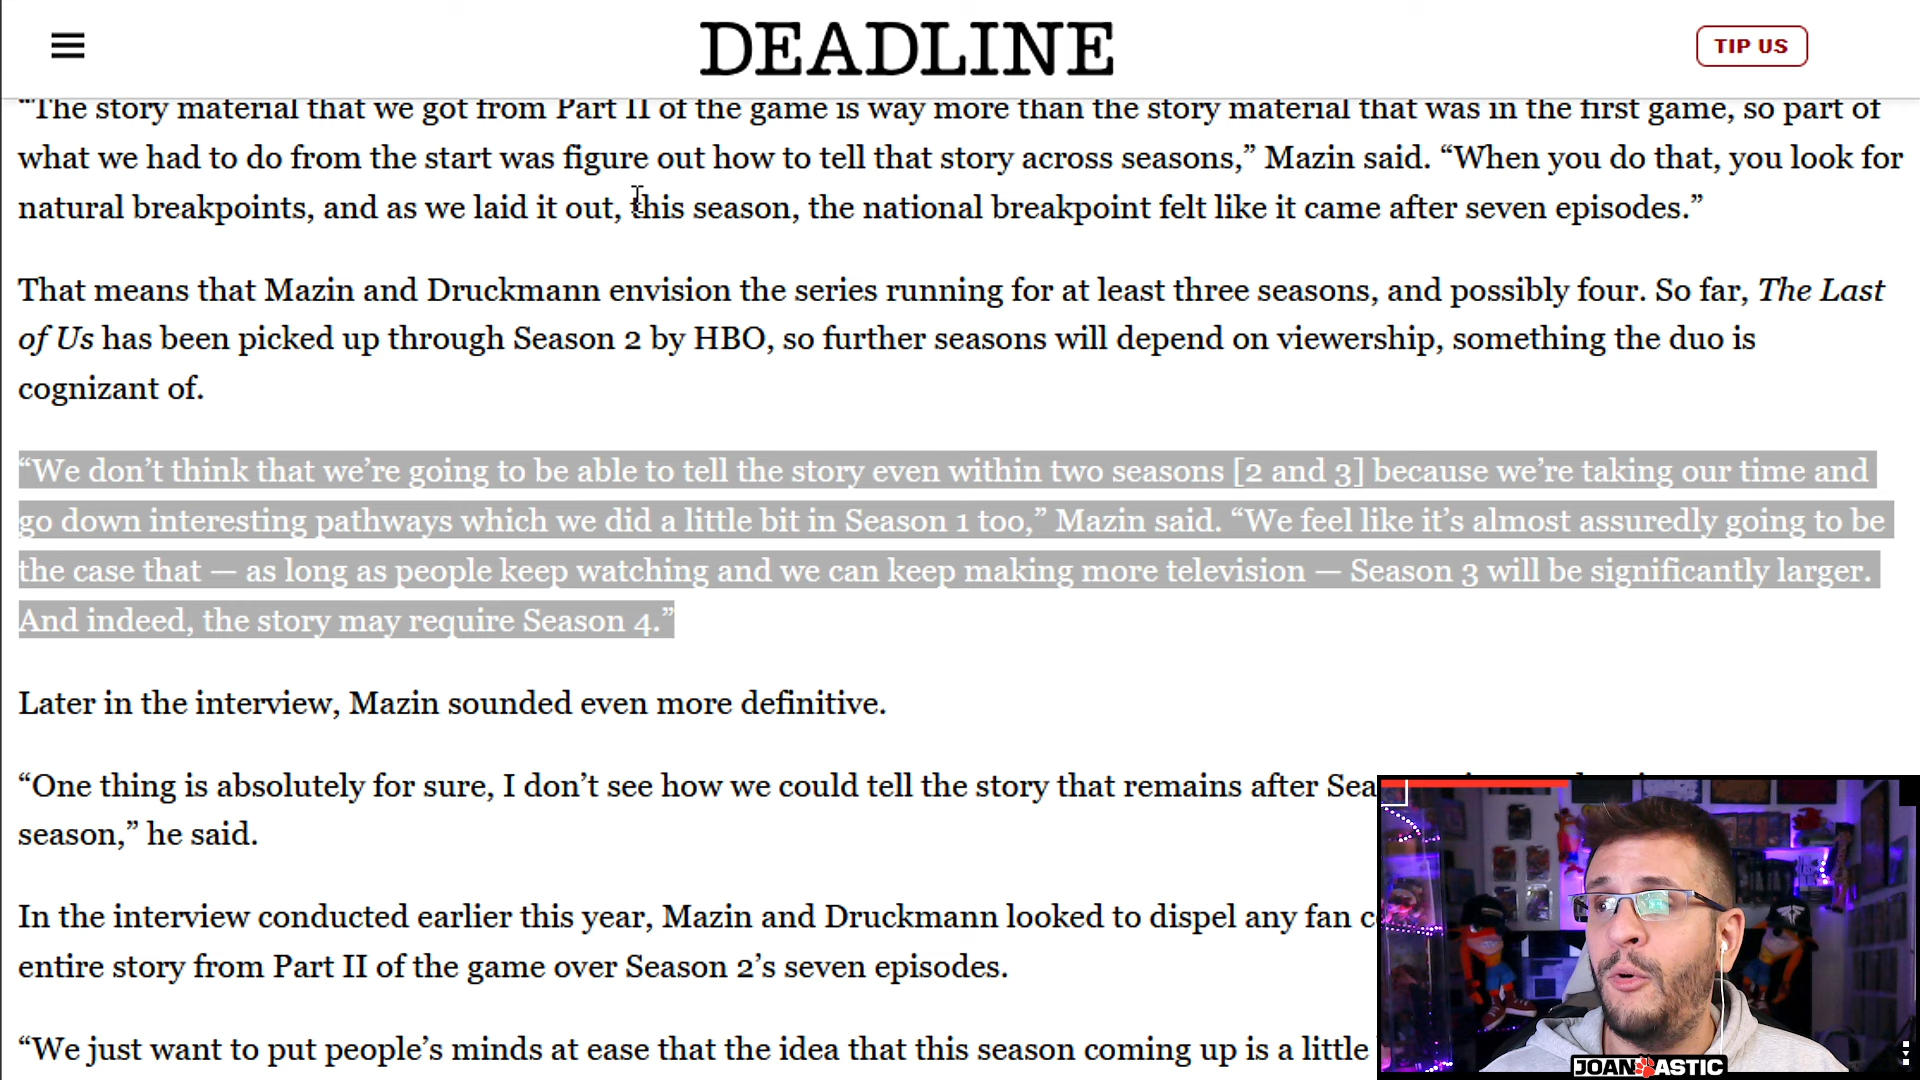 DEADLINE
TIP US
“The story material that we got from Part II of the game is way more than the story material that was in the first game, so part of
what we had to do from the start was figure out how to tell that story across seasons,” Mazin said. “When you do that, you look for
natural breakpoints, and as we laid it out, this season, the national breakpoint felt like it came after seven episodes.”
That means that Mazin and Druckmann envision the series running for at least three seasons, and possibly four. So far, The Last
of Us has been picked up through Season 2 by HBO, so further seasons will depend on viewership, something the duo is
cognizant of.
“We don’t think that we’re going to be able to tell the story even within two seasons [2 and 3] because we’re taking our time and
go down interesting pathways which we did a little bit in Season 1 too,” Mazin said. “We feel like it’s almost assuredly going to be
the case that — as long as people keep watching and we can keep making more television — Season 3 will be significantly larger.
And indeed, the story may require Season 4.”
Later in the interview, Mazin sounded even more definitive.
“One thing is absolutely for sure, I don’t see how we could tell the story that remains after
season,” he said.
In the interview conducted earlier this year, Mazin and Druckmann looked to dispel any fan
entire story from Part II of the game over Season 2’s seven episodes.
“We just want to put people’s minds at ease that the idea that this season coming up is a little
JOAN ASTIC